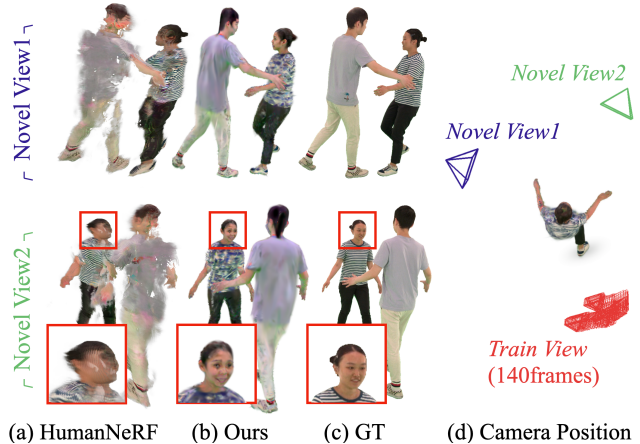 ⌜ Novel View1 ⌝
⌜ Novel View2 ⌝
Novel View2
Novel View1
Train View
(140frames)
(a) HumanNeRF (b) Ours (c) GT (d) Camera Position